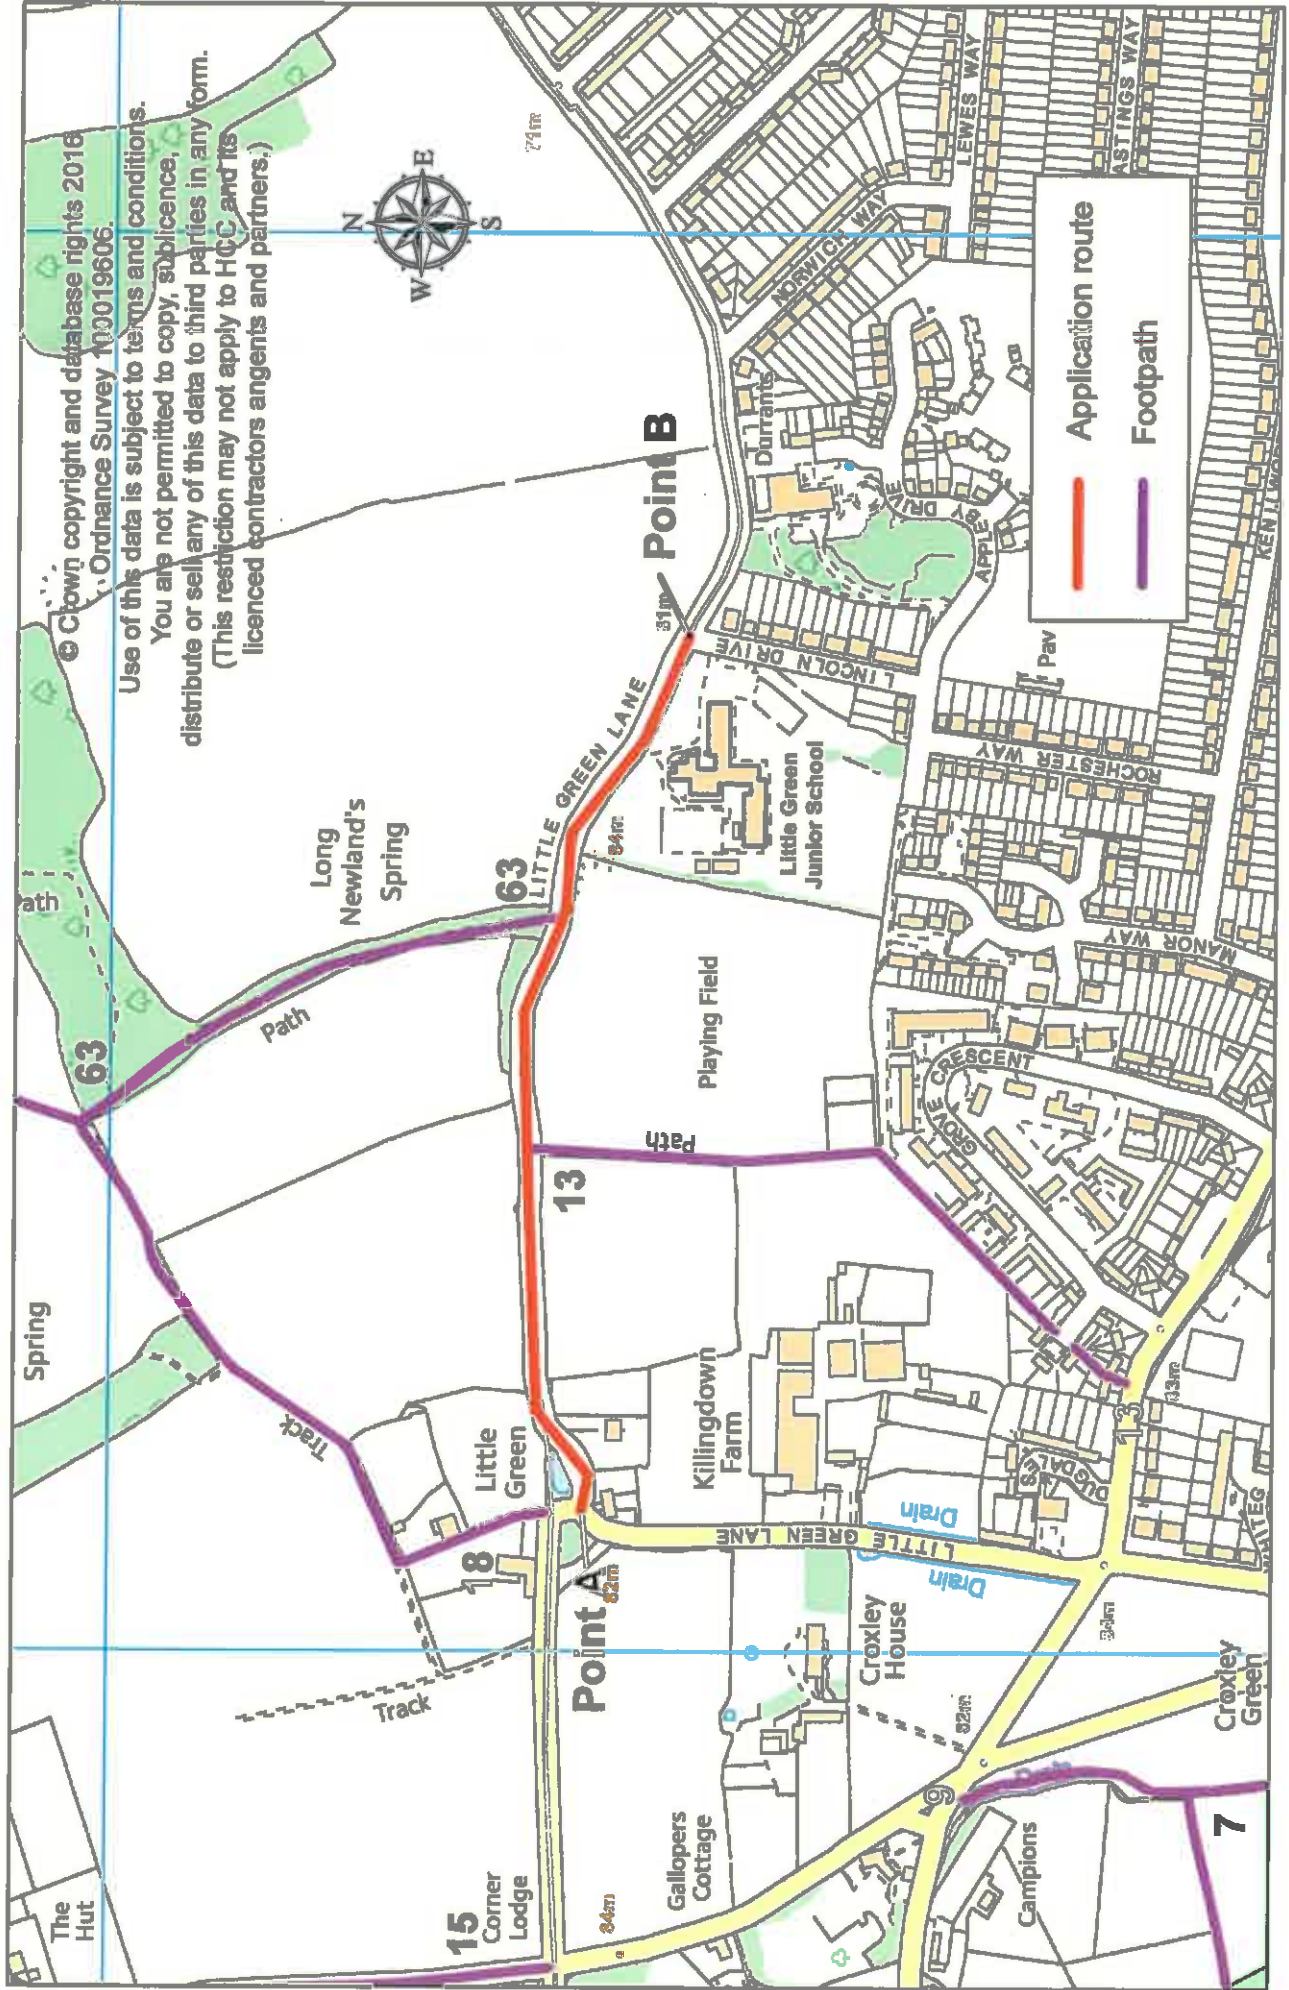 © Crown copyright and database rights 2016
Ordnance Survey 100019606.
Use of this data is subject to terms and conditions.
You are not permitted to copy, sublicence,
distribute or sell any of this data to third parties in any form.
(This restriction may not apply to HCC and its
licenced contractors angents and partners.)
N
E
S
W
The
Hut
Spring
63
Path
Long
Newland's
Spring
63
Path
Track
Track
15
Corner
Lodge
18
Little
Green
LITTLE GREEN LANE
81m
71m
Point B
Point A
82m
13
Path
84m
Playing Field
Little Green
Junior School
LINCOLN DRIVE
Durrants
NORWICH WAY
LEWES WAY
ASTINGS WAY
APPLEBY
DRIVE
84m
Gallopers
Cottage
Killingdown
Farm
LITTLE GREEN LANE
Drain
Drain
Croxley
House
DUGDALES
GROVE CRESCENT
MANOR WAY
ROCHESTER WAY
Pav
Application route
Footpath
82m
84m
13
83m
9
Campions
7
Croxley
Green
WHITEG